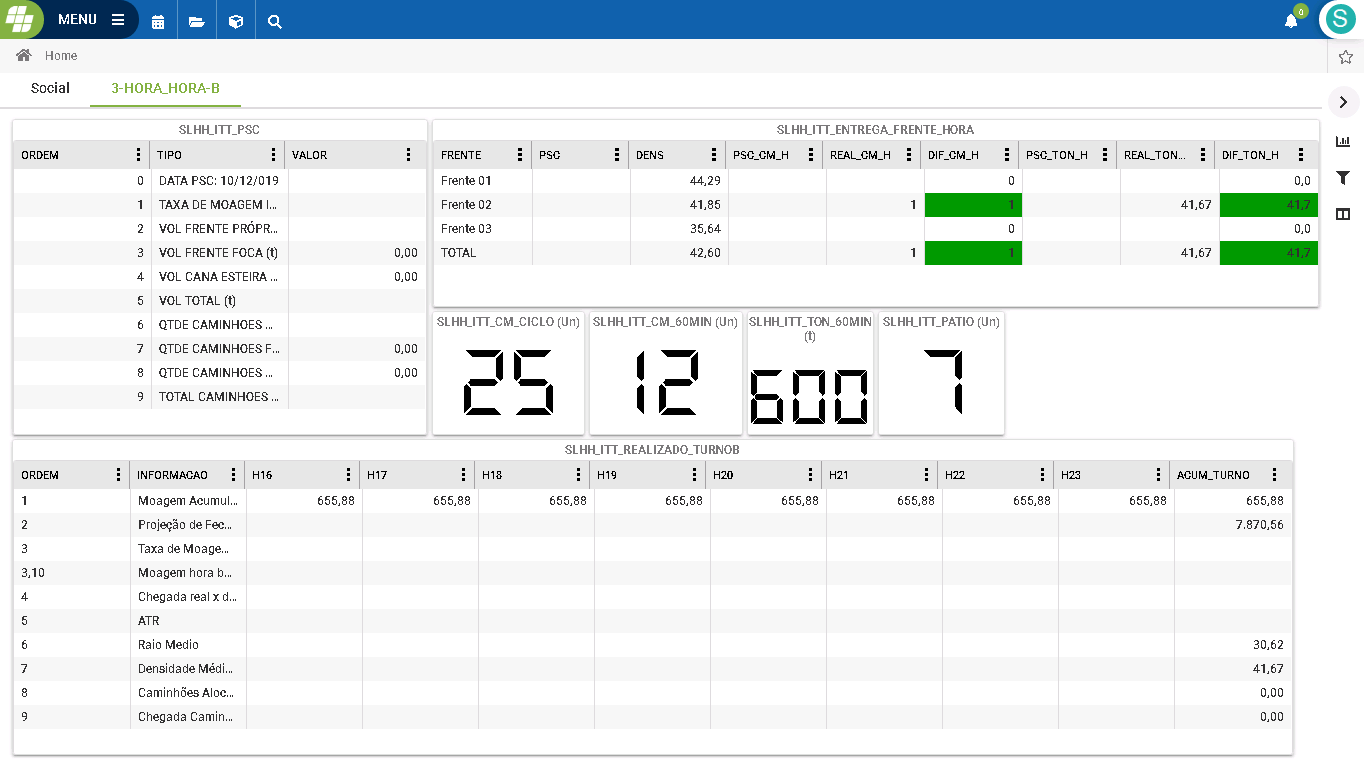 MENU
0
S
Home
Social 3-HORA_HORA-B
SLHH_ITT_PSC
ORDEM TIPO VALOR
0 DATA PSC: 10/12/019
1 TAXA DE MOAGEM I...
2 VOL FRENTE PRÓPR...
3 VOL FRENTE FOCA (t) 0,00
4 VOL CANA ESTEIRA ... 0,00
5 VOL TOTAL (t)
6 QTDE CAMINHOES ...
7 QTDE CAMINHOES F... 0,00
8 QTDE CAMINHOES ... 0,00
9 TOTAL CAMINHOES ...
SLHH_ITT_ENTREGA_FRENTE_HORA
FRENTE PSC DENS PSC_CM_H REAL_CM_H DIF_CM_H PSC_TON_H REAL_TON... DIF_TON_H
Frente 01 44,29 0 0,0
Frente 02 41,85 1 1 41,67 41,7
Frente 03 35,64 0 0,0
TOTAL 42,60 1 1 41,67 41,7
SLHH_ITT_CM_CICLO (Un)
25
SLHH_ITT_CM_60MIN (Un)
12
SLHH_ITT_TON_60MIN
(t)
600
SLHH_ITT_PATIO (Un)
7
SLHH_ITT_REALIZADO_TURNOB
ORDEM INFORMACAO H16 H17 H18 H19 H20 H21 H22 H23 ACUM_TURNO
1 Moagem Acumul... 655,88 655,88 655,88 655,88 655,88 655,88 655,88 655,88 655,88
2 Projeção de Fec... 7.870,56
3 Taxa de Moage...
3,10 Moagem hora b...
4 Chegada real x d...
5 ATR
6 Raio Medio 30,62
7 Densidade Médi... 41,67
8 Caminhões Aloc... 0,00
9 Chegada Camin... 0,00